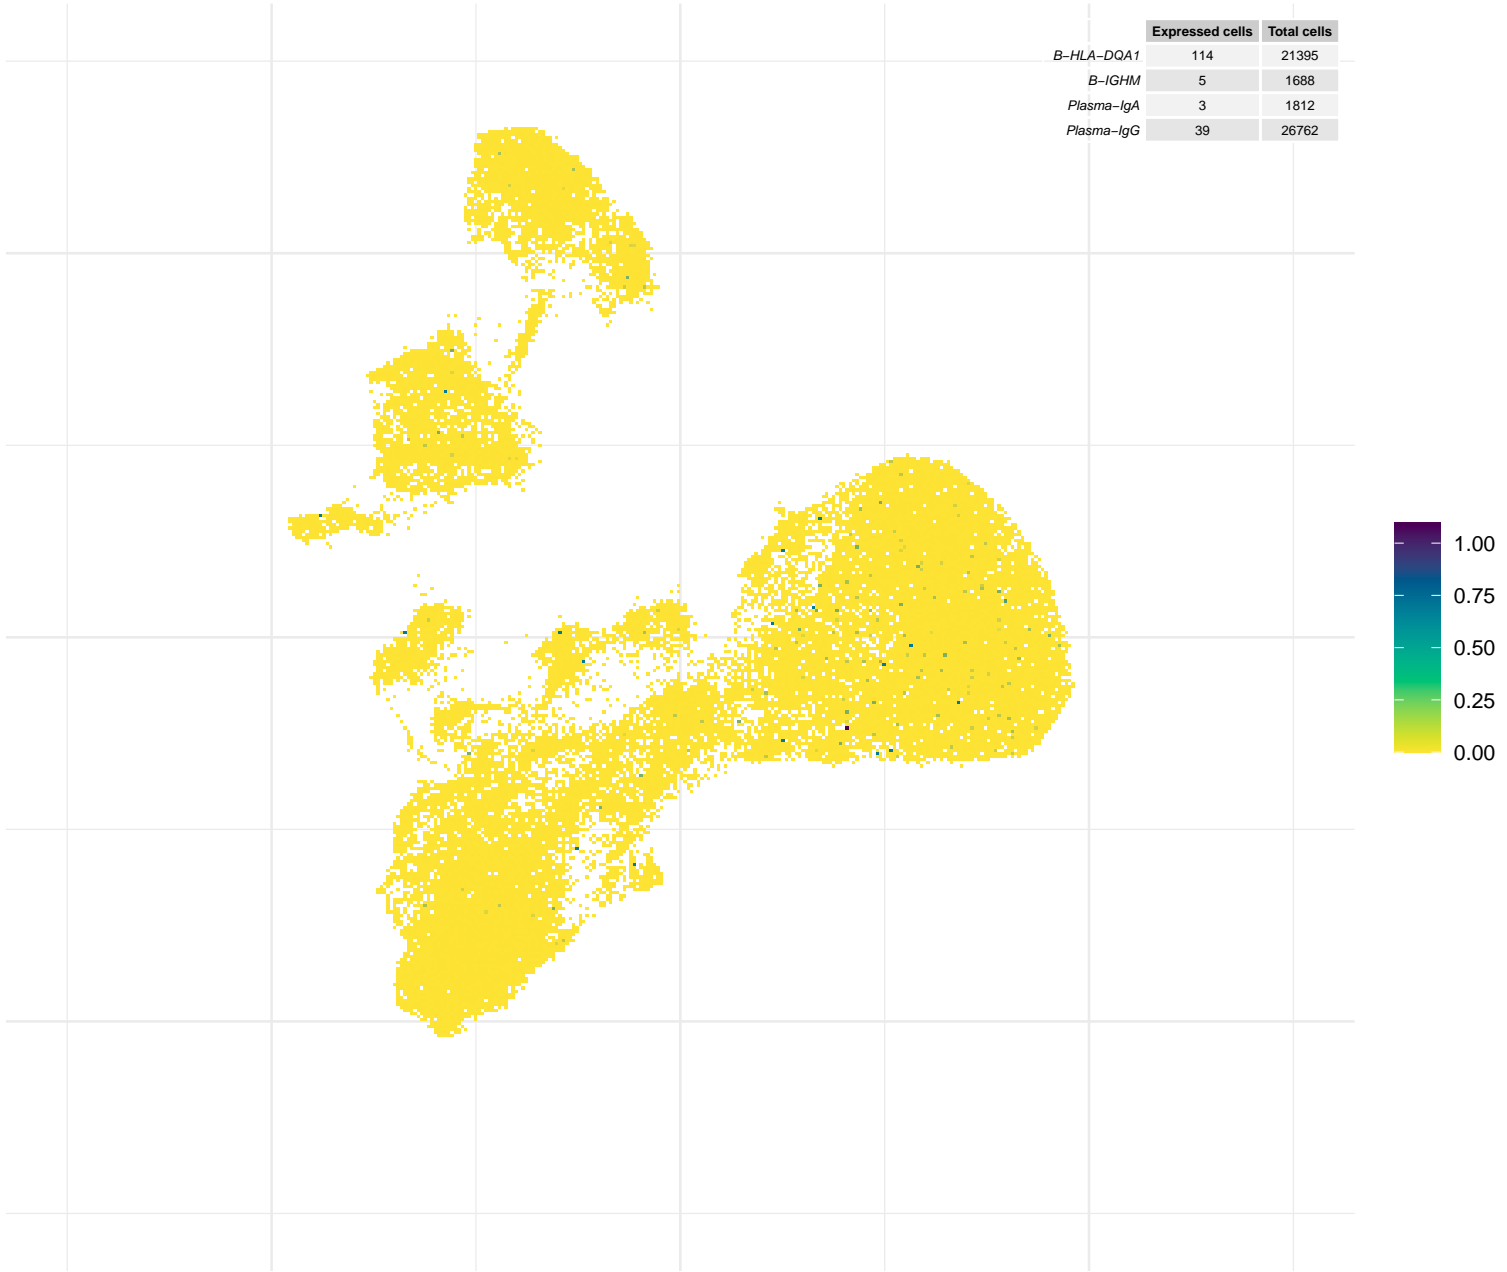 Expressed cells Total cells
B−HLA−DQA1 114 21395
B−IGHM 5 1688
Plasma−IgA 3 1812
Plasma−IgG 39 26762
1.00
0.75
0.50
0.25
0.00